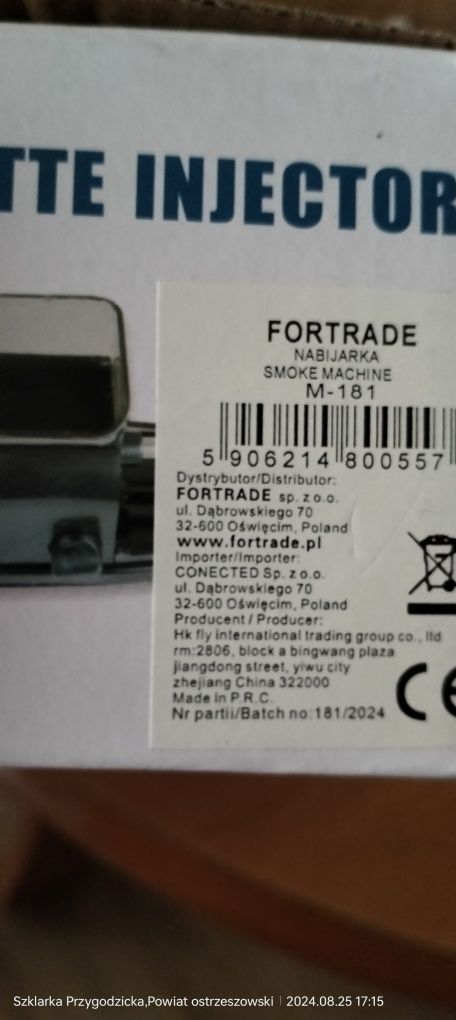 TTE INJECTOR
FORTRADE
NABIJARKA
SMOKE MACHINE
M-181
5 906214 800557
Dystrybutor/Distributor:
FORTRADE sp. z o.o.
ul. Dąbrowskiego 70
32-600 Oświęcim, Poland
www.fortrade.pl
Importer/Importer:
CONECTED Sp. z o.o.
ul. Dąbrowskiego 70
32-600 Oświęcim, Poland
Producent / Producer:
Hk fly international trading group co., ltd
rm:2806, block a bingwang plaza
jiangdong street, yiwu city
zhejiang China 322000
Made in P.R.C.
Nr partii/Batch no:181/2024
CE
Szklarka Przygodzicka,Powiat ostrzeszowski | 2024.08.25 17:15